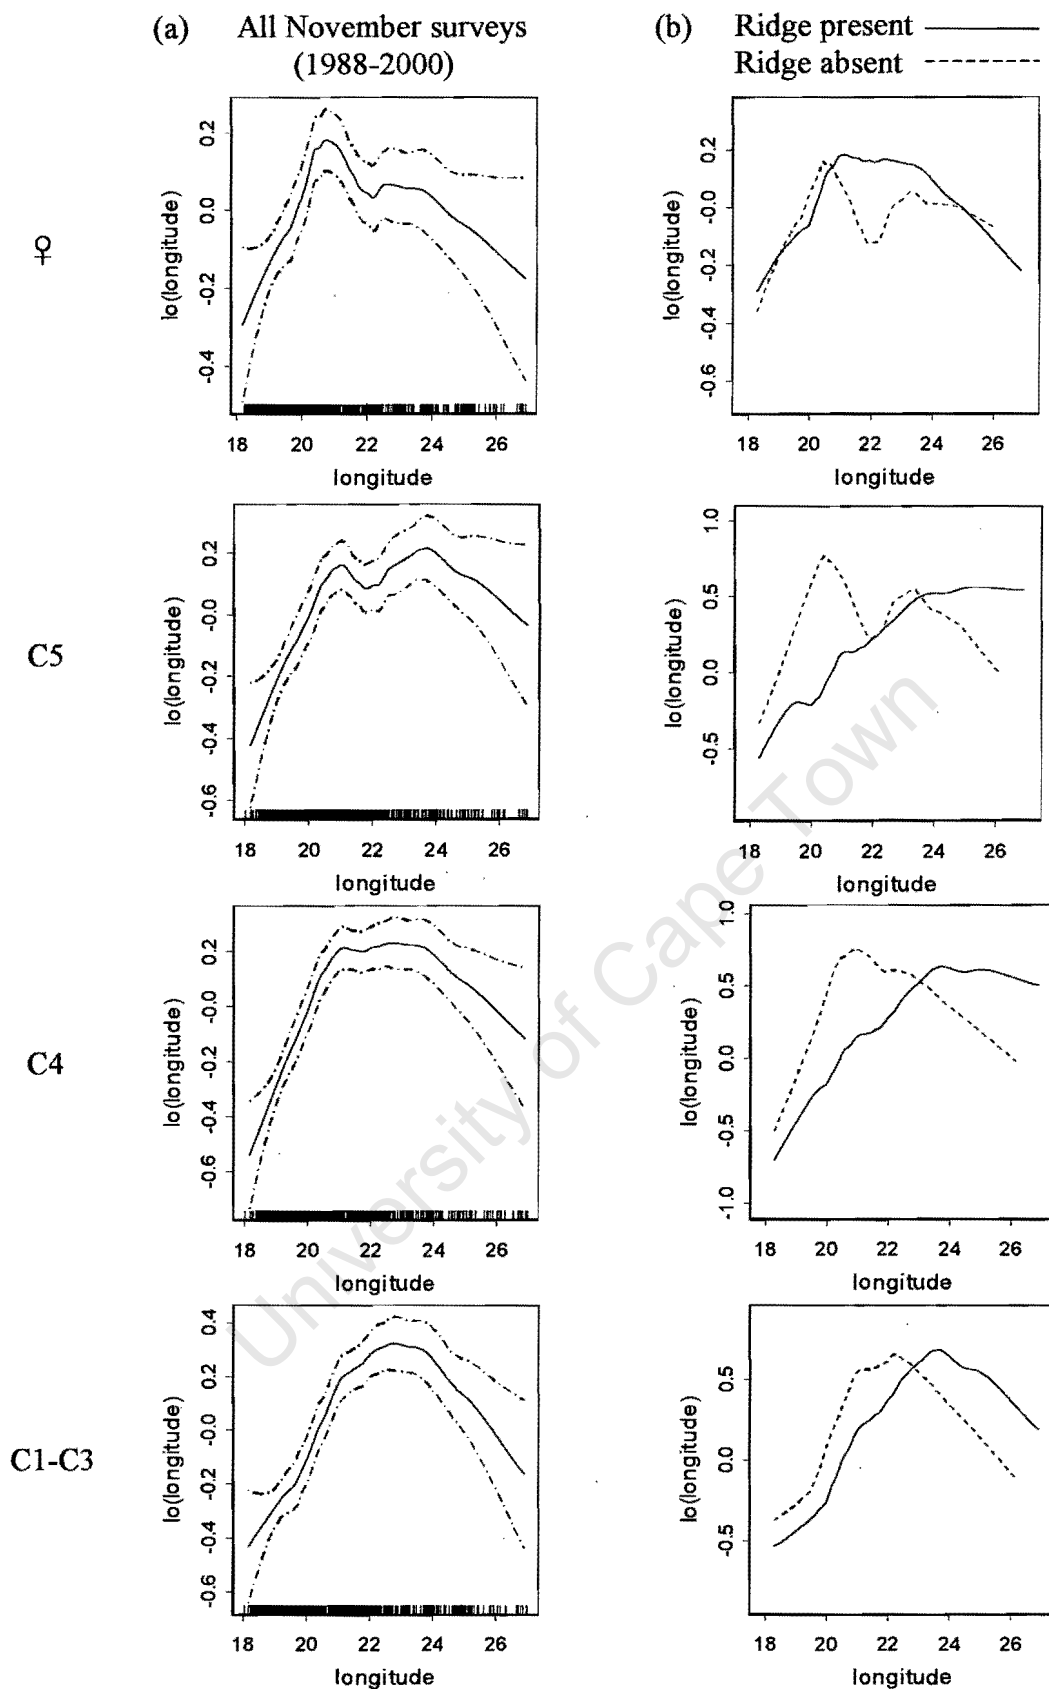 (a) All November surveys
(1988-2000)
(b) Ridge present
Ridge absent
♀
lo(longitude)
0.2
0.0
-0.2
-0.4
18 20 22 24 26
longitude
lo(longitude)
0.2
-0.0
-0.2
-0.4
-0.6
18 20 22 24 26
longitude
C5
lo(longitude)
0.2
-0.0
-0.2
-0.4
-0.6
18 20 22 24 26
longitude
lo(longitude)
1.0
0.5
0.0
-0.5
18 20 22 24 26
longitude
C4
lo(longitude)
0.2
-0.0
-0.2
-0.4
-0.6
18 20 22 24 26
longitude
lo(longitude)
1.0
0.5
0.0
-0.5
-1.0
18 20 22 24 26
longitude
C1-C3
lo(longitude)
0.4
0.2
-0.0
-0.2
-0.4
-0.6
18 20 22 24 26
longitude
lo(longitude)
0.5
0.0
-0.5
18 20 22 24 26
longitude
University of Cape Town